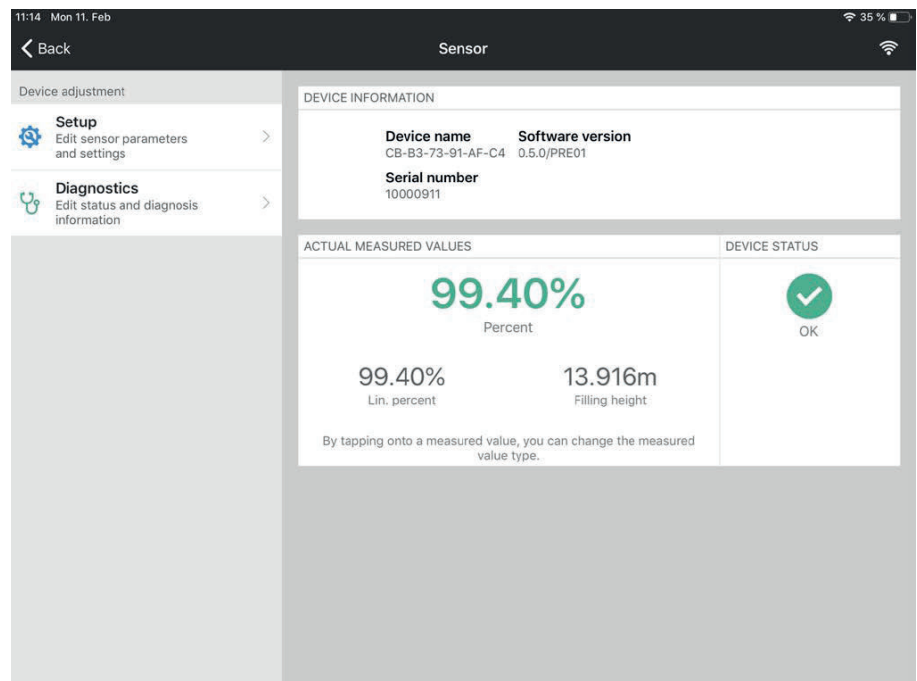 11:14 Mon 11. Feb
35 %
Back
Sensor
Device adjustment
Setup
Edit sensor parameters
and settings
Diagnostics
Edit status and diagnosis
information
DEVICE INFORMATION
Device name
CB-B3-73-91-AF-C4
Software version
0.5.0/PRE01
Serial number
10000911
ACTUAL MEASURED VALUES
99.40%
Percent
99.40%
Lin. percent
13.916m
Filling height
By tapping onto a measured value, you can change the measured
value type.
DEVICE STATUS
OK